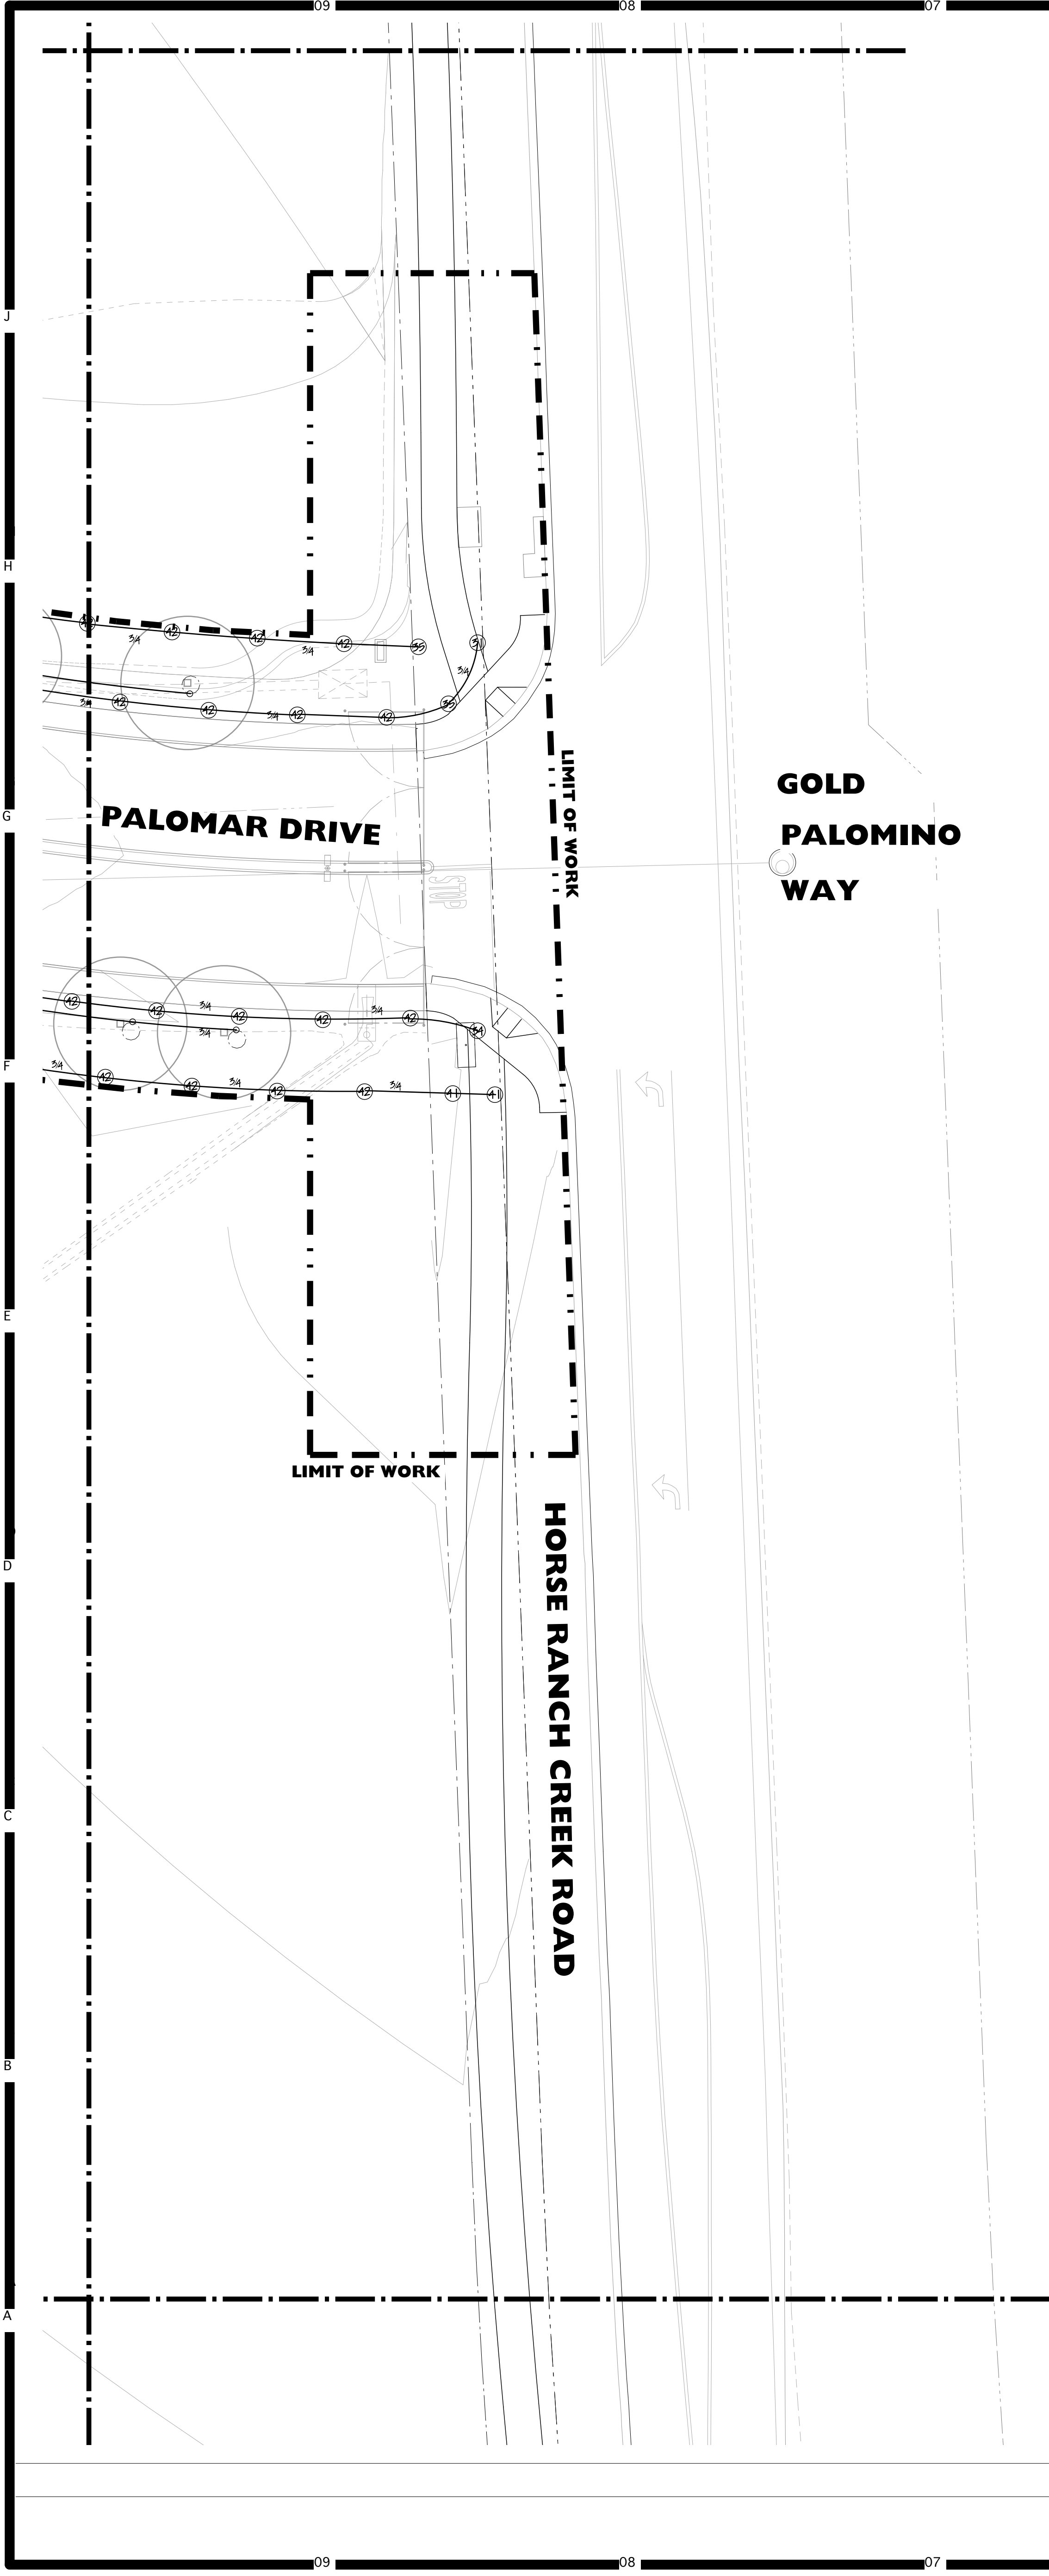 09 08 07
J
H
42 42 42 42 35 31
3/4 3/4 3/4
42 42 42 42 35
3/4 3/4
LIMIT OF WORK
G
PALOMAR DRIVE
GOLD
PALOMINO
WAY
STOP
42 42 42 42 42 34
3/4 3/4 3/4
F
3/4 3/4 3/4
42 42 42 42 41 41
E
LIMIT OF WORK
HORSE RANCH CREEK ROAD
D
C
B
A
09 08 07